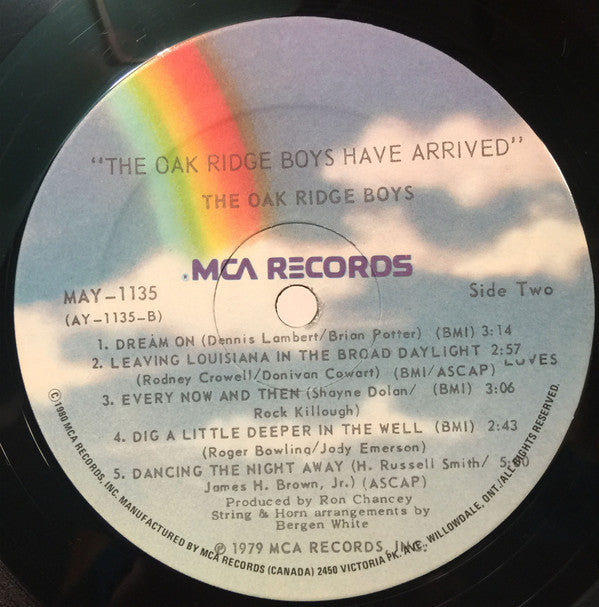 "THE OAK RIDGE BOYS HAVE ARRIVED"
THE OAK RIDGE BOYS
MCA RECORDS
MAY-1135
(AY-1135-B)
Side Two
1. DREAM ON (Dennis Lambert/Brian Potter) (BMI) 3:14
2. LEAVING LOUISIANA IN THE BROAD DAYLIGHT 2:57
(Rodney Crowell/Donivan Cowart) (BMI/ASCAP)
3. EVERY NOW AND THEN (Shayne Dolan/ (BMI) 3:06
Rock Killough)
4. DIG A LITTLE DEEPER IN THE WELL (BMI) 2:43
(Roger Bowling/Jody Emerson)
5. DANCING THE NIGHT AWAY (H. Russell Smith/
James H. Brown, Jr.) (ASCAP)
Produced by Ron Chancey
String & Horn arrangements by
Bergen White
℗ 1979 MCA RECORDS, INC.
©1980 MCA RECORDS, INC. MANUFACTURED BY MCA RECORDS (CANADA) 2450 VICTORIA PK. AVE., WILLOWDALE, ONT./ALL RIGHTS RESERVED.